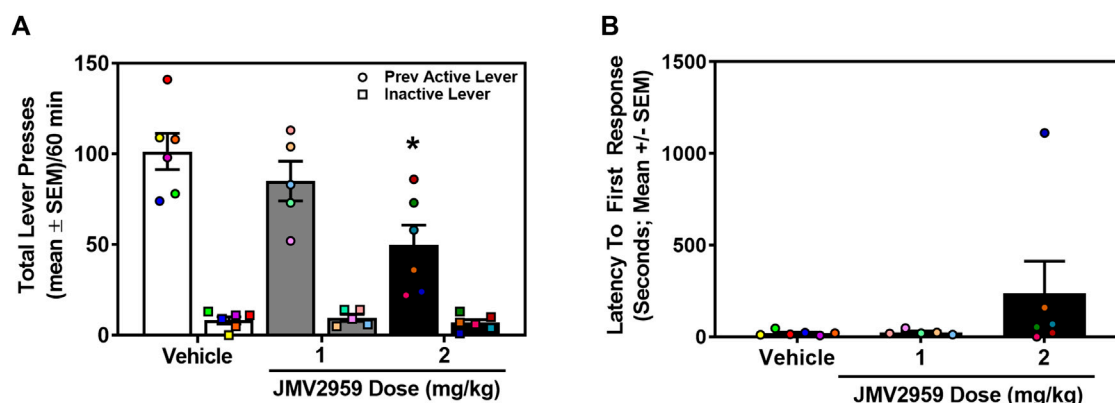 A
Total Lever Presses
(mean ± SEM)/60 min
150
100
50
0
Prev Active Lever
Inactive Lever
*
Vehicle
1
2
JMV2959 Dose (mg/kg)
B
Latency To First Response
(Seconds; Mean +/- SEM)
1500
1000
500
0
Vehicle
1
2
JMV2959 Dose (mg/kg)